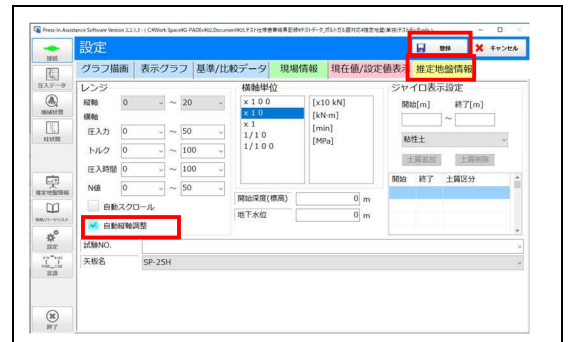 Press-In Assistance Software Version 2.2.1.3
設定
登録
キャンセル
接続
グラフ描画
表示グラフ
基準/比較データ
現場情報
現在値/設定値表示
推定地盤情報
圧入データ
機械状態
柱状図
推定地盤情報
設定
言語
終了
レンジ
縦軸 0 ～ 20
横軸
圧入力 0 ～ 50
トルク 0 ～ 100
圧入時間 0 ～ 100
N値 0 ～ 50
自動スクロール
自動縦軸調整
横軸単位
x 1 0 0
x 1 0
x 1
1/1 0
1/1 0 0
[x10 kN]
[kN-m]
[min]
[MPa]
開始深度(標高) 0 m
地下水位 0 m
ジャイロ表示設定
開始[m] 終了[m]
～
粘性土
土質追加 土質削除
開始 終了 土質区分
試験NO.
矢板名 SP-25H